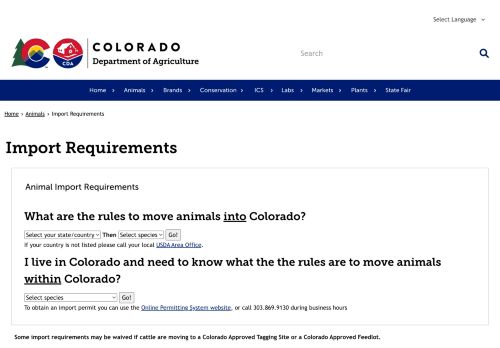 Select Language
COLORADO
Department of Agriculture
CDA
Search
Home Animals Brands Conservation ICS Labs Markets Plants State Fair
Home › Animals › Import Requirements
Import Requirements
Animal Import Requirements
What are the rules to move animals into Colorado?
Select your state/country Then Select species Go!
If your country is not listed please call your local USDA Area Office.
I live in Colorado and need to know what the the rules are to move animals
within Colorado?
Select species Go!
To obtain an import permit you can use the Online Permitting System website, or call 303.869.9130 during business hours
Some import requirements may be waived if cattle are moving to a Colorado Approved Tagging Site or a Colorado Approved Feedlot.